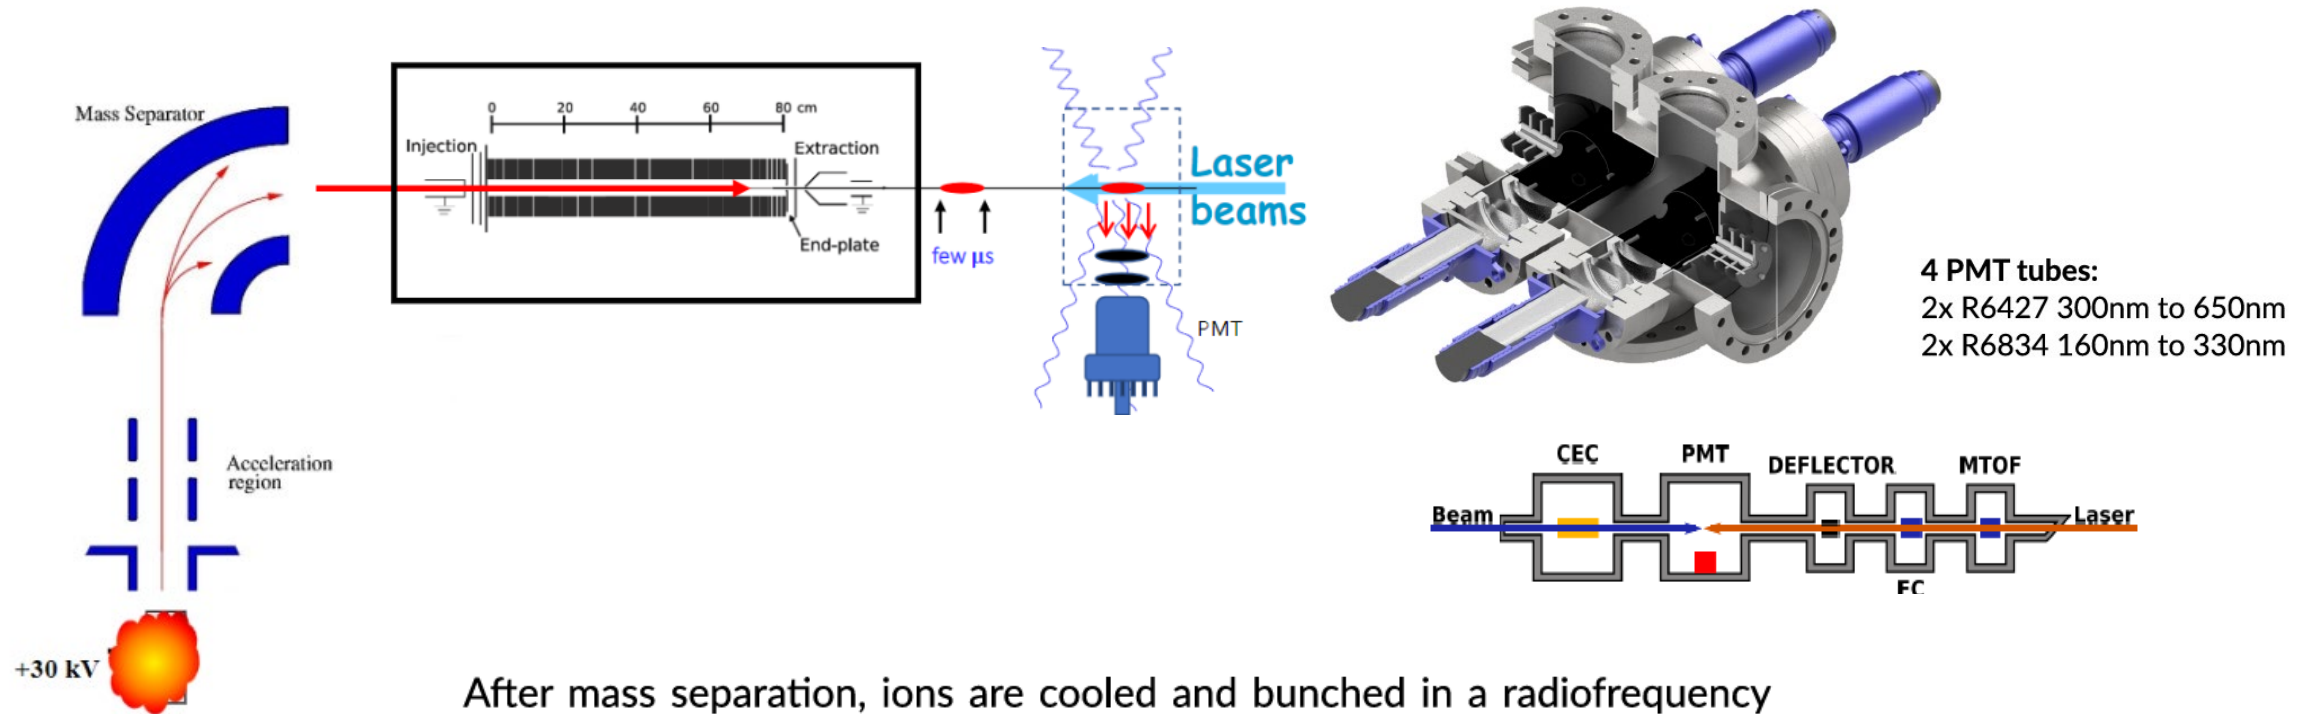 Mass Separator
0 20 40 60 80 cm
Injection
Extraction
End-plate
few μs
Laser
beams
PMT
Acceleration
region
+30 kV
4 PMT tubes:
2x R6427 300nm to 650nm
2x R6834 160nm to 330nm
CEC PMT DEFLECTOR MTOF
Beam
Laser
FC
After mass separation, ions are cooled and bunched in a radiofrequency